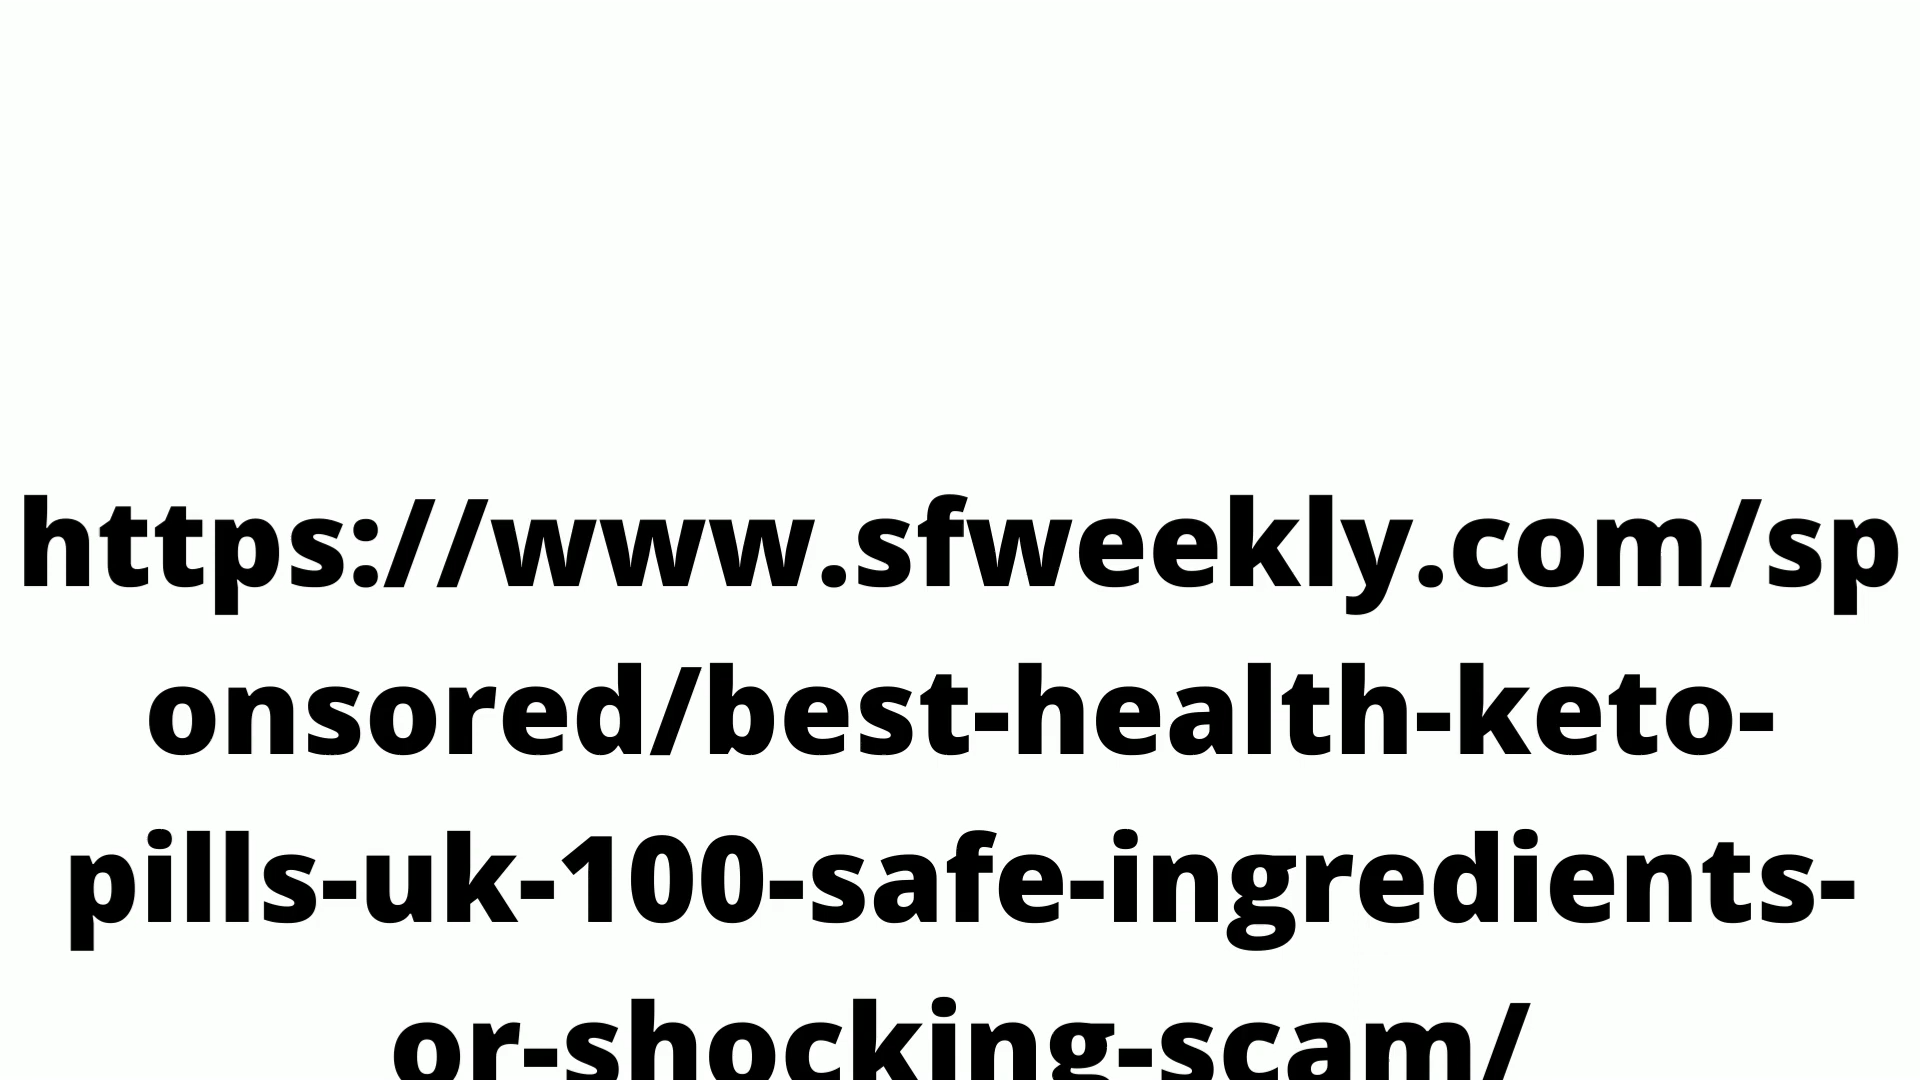 https://www.sfweekly.com/sp
onsored/best-health-keto-
pills-uk-100-safe-ingredients-
or-shocking-scam/